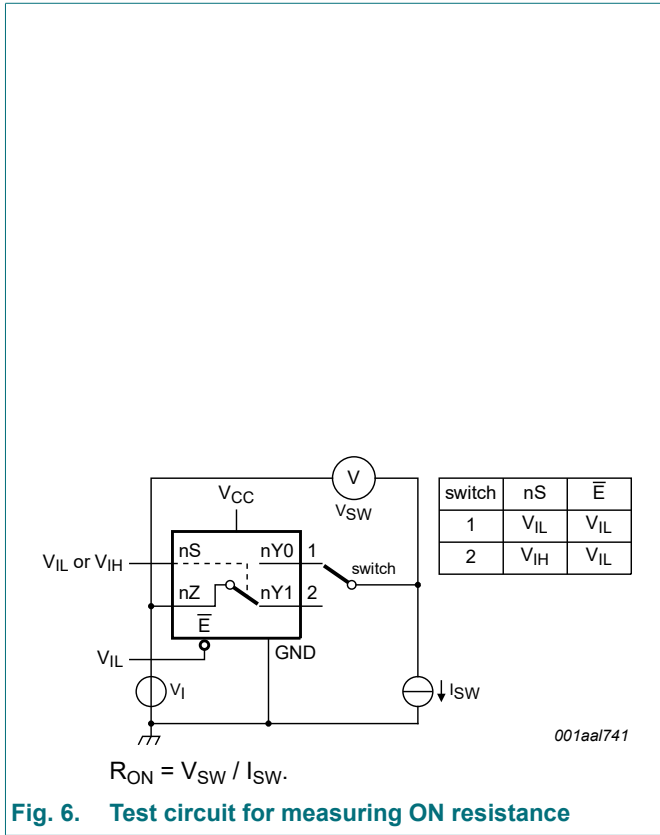 V
VCC
VSW
switch nS E̅
1 VIL VIL
2 VIH VIL
VIL or VIH
nS
nY0
1
switch
nZ
nY1
2
E̅
VIL
GND
VI
ISW
001aal741
RON = VSW / ISW.
Fig. 6. Test circuit for measuring ON resistance